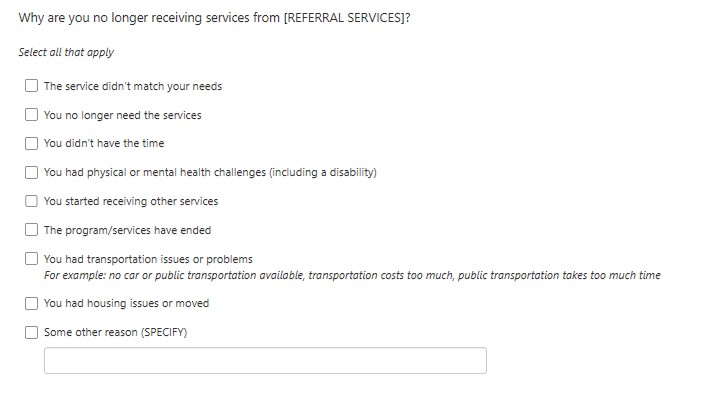 Why are you no longer receiving services from [REFERRAL SERVICES]?
Select all that apply
The service didn't match your needs
You no longer need the services
You didn't have the time
You had physical or mental health challenges (including a disability)
You started receiving other services
The program/services have ended
You had transportation issues or problems
For example: no car or public transportation available, transportation costs too much, public transportation takes too much time
You had housing issues or moved
Some other reason (SPECIFY)